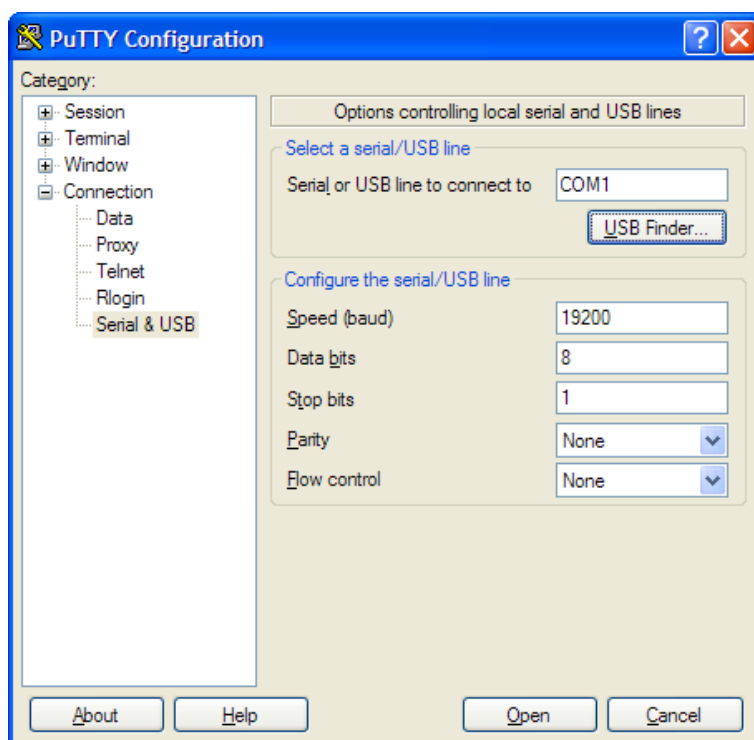 PuTTY Configuration
Category:
Session
Terminal
Window
Connection
Data
Proxy
Telnet
Rlogin
Serial & USB
Options controlling local serial and USB lines
Select a serial/USB line
Serial or USB line to connect to COM1
USB Finder...
Configure the serial/USB line
Speed (baud) 19200
Data bits 8
Stop bits 1
Parity None
Flow control None
About Help Open Cancel